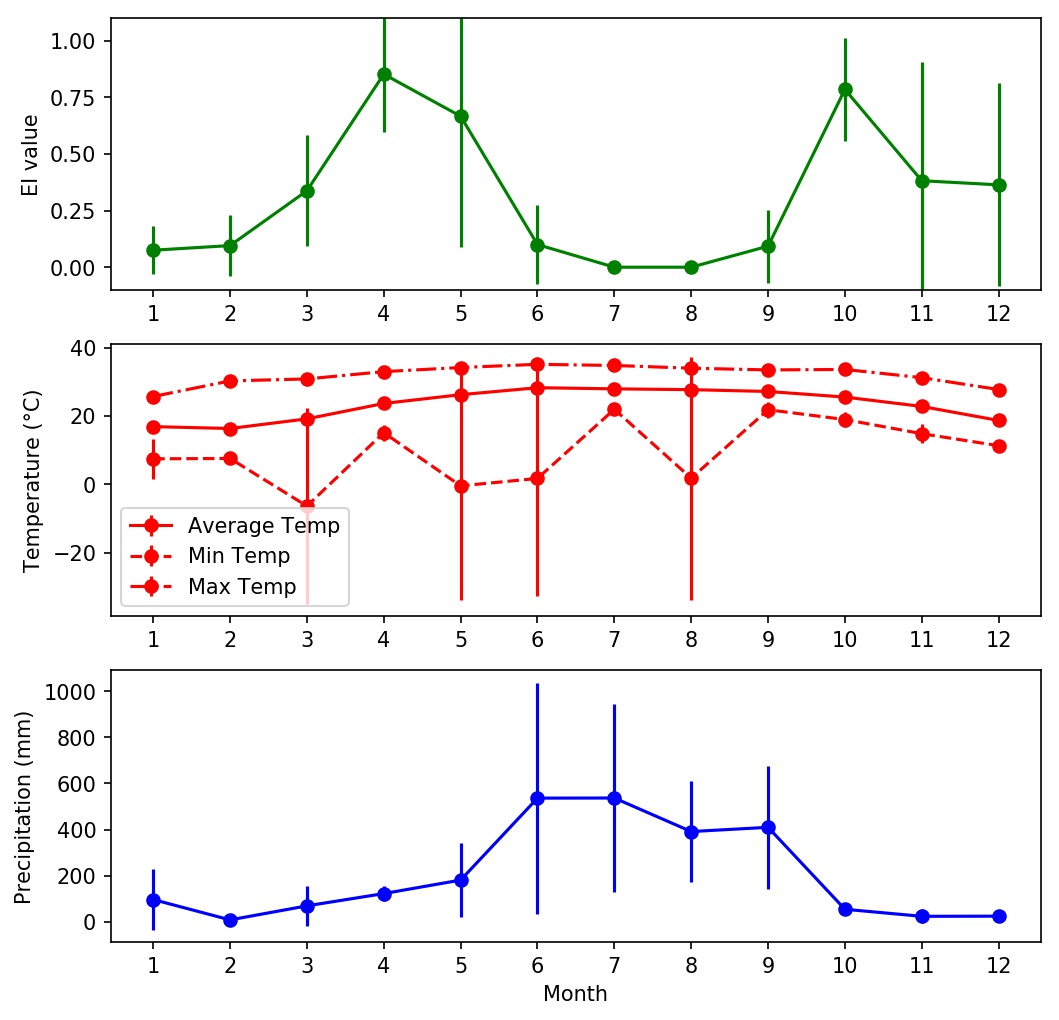 1.00
0.75
0.50
0.25
0.00
EI value
1 2 3 4 5 6 7 8 9 10 11 12
40
20
0
−20
Temperature (°C)
Average Temp
Min Temp
Max Temp
1 2 3 4 5 6 7 8 9 10 11 12
1000
800
600
400
200
0
Precipitation (mm)
1 2 3 4 5 6 7 8 9 10 11 12
Month